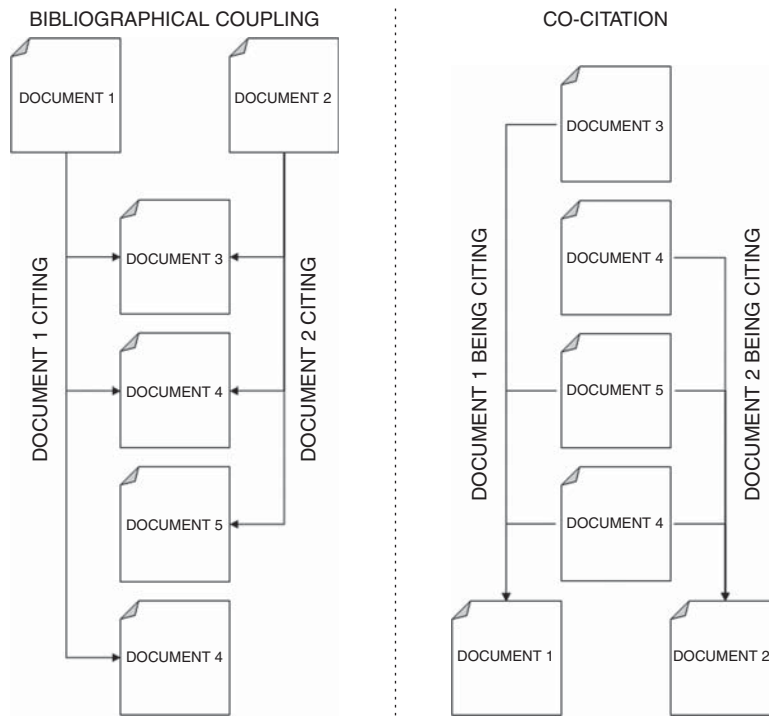 BIBLIOGRAPHICAL COUPLING
DOCUMENT 1
DOCUMENT 2
DOCUMENT 1 CITING
DOCUMENT 3
DOCUMENT 4
DOCUMENT 5
DOCUMENT 4
DOCUMENT 2 CITING
CO-CITATION
DOCUMENT 3
DOCUMENT 4
DOCUMENT 5
DOCUMENT 4
DOCUMENT 1 BEING CITING
DOCUMENT 2 BEING CITING
DOCUMENT 1
DOCUMENT 2